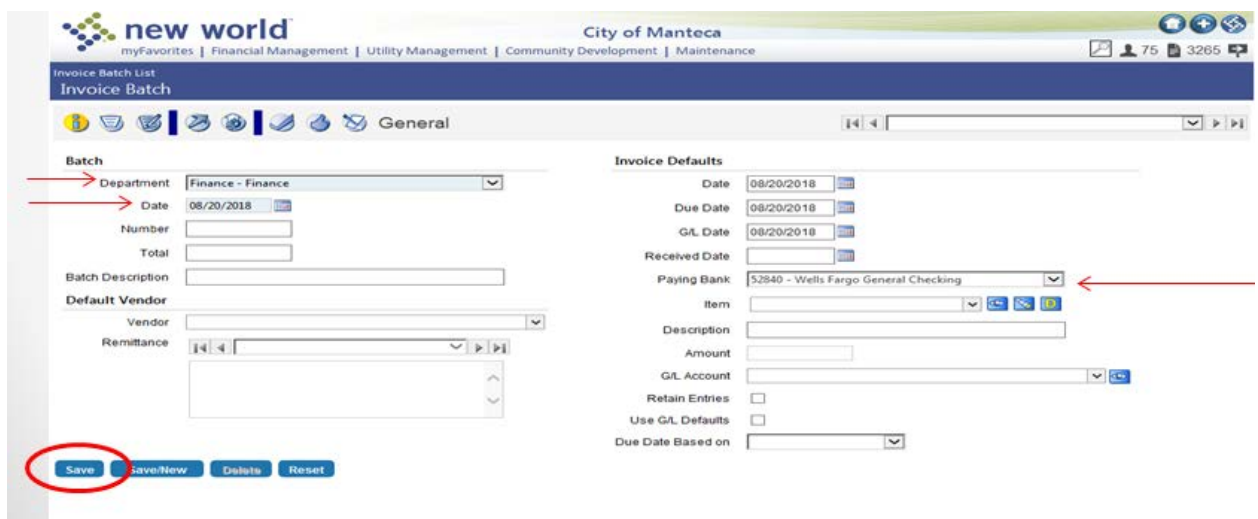 new world
City of Manteca
myFavorites | Financial Management | Utility Management | Community Development | Maintenance
75 3265
Invoice Batch List
Invoice Batch
General
Batch
Department Finance - Finance
Date 08/20/2018
Number
Total
Batch Description
Default Vendor
Vendor
Remittance
Invoice Defaults
Date 08/20/2018
Due Date 08/20/2018
G/L Date 08/20/2018
Received Date
Paying Bank 52840 - Wells Fargo General Checking
Item
Description
Amount
G/L Account
Retain Entries
Use G/L Defaults
Due Date Based on
Save Save/New Delete Reset